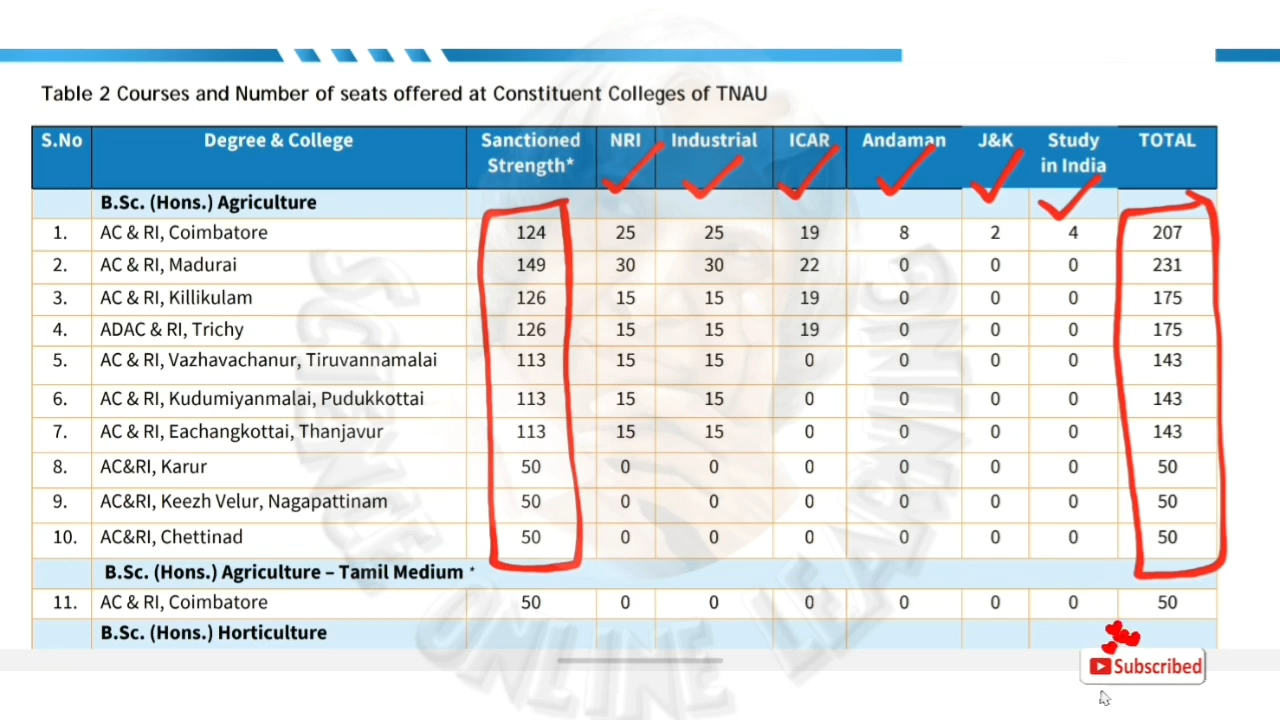 Table 2 Courses and Number of seats offered at Constituent Colleges of TNAU
S.No Degree & College Sanctioned Strength* NRI Industrial ICAR Andaman J&K Study in India TOTAL
B.Sc. (Hons.) Agriculture
1. AC & RI, Coimbatore 124 25 25 19 8 2 4 207
2. AC & RI, Madurai 149 30 30 22 0 0 0 231
3. AC & RI, Killikulam 126 15 15 19 0 0 0 175
4. ADAC & RI, Trichy 126 15 15 19 0 0 0 175
5. AC & RI, Vazhavachanur, Tiruvannamalai 113 15 15 0 0 0 0 143
6. AC & RI, Kudumiyanmalai, Pudukkottai 113 15 15 0 0 0 0 143
7. AC & RI, Eachangkottai, Thanjavur 113 15 15 0 0 0 0 143
8. AC&RI, Karur 50 0 0 0 0 0 0 50
9. AC&RI, Keezh Velur, Nagapattinam 50 0 0 0 0 0 0 50
10. AC&RI, Chettinad 50 0 0 0 0 0 0 50
B.Sc. (Hons.) Agriculture – Tamil Medium *
11. AC & RI, Coimbatore 50 0 0 0 0 0 0 50
B.Sc. (Hons.) Horticulture
SCIENCE ONLINE LEARNING
Subscribed